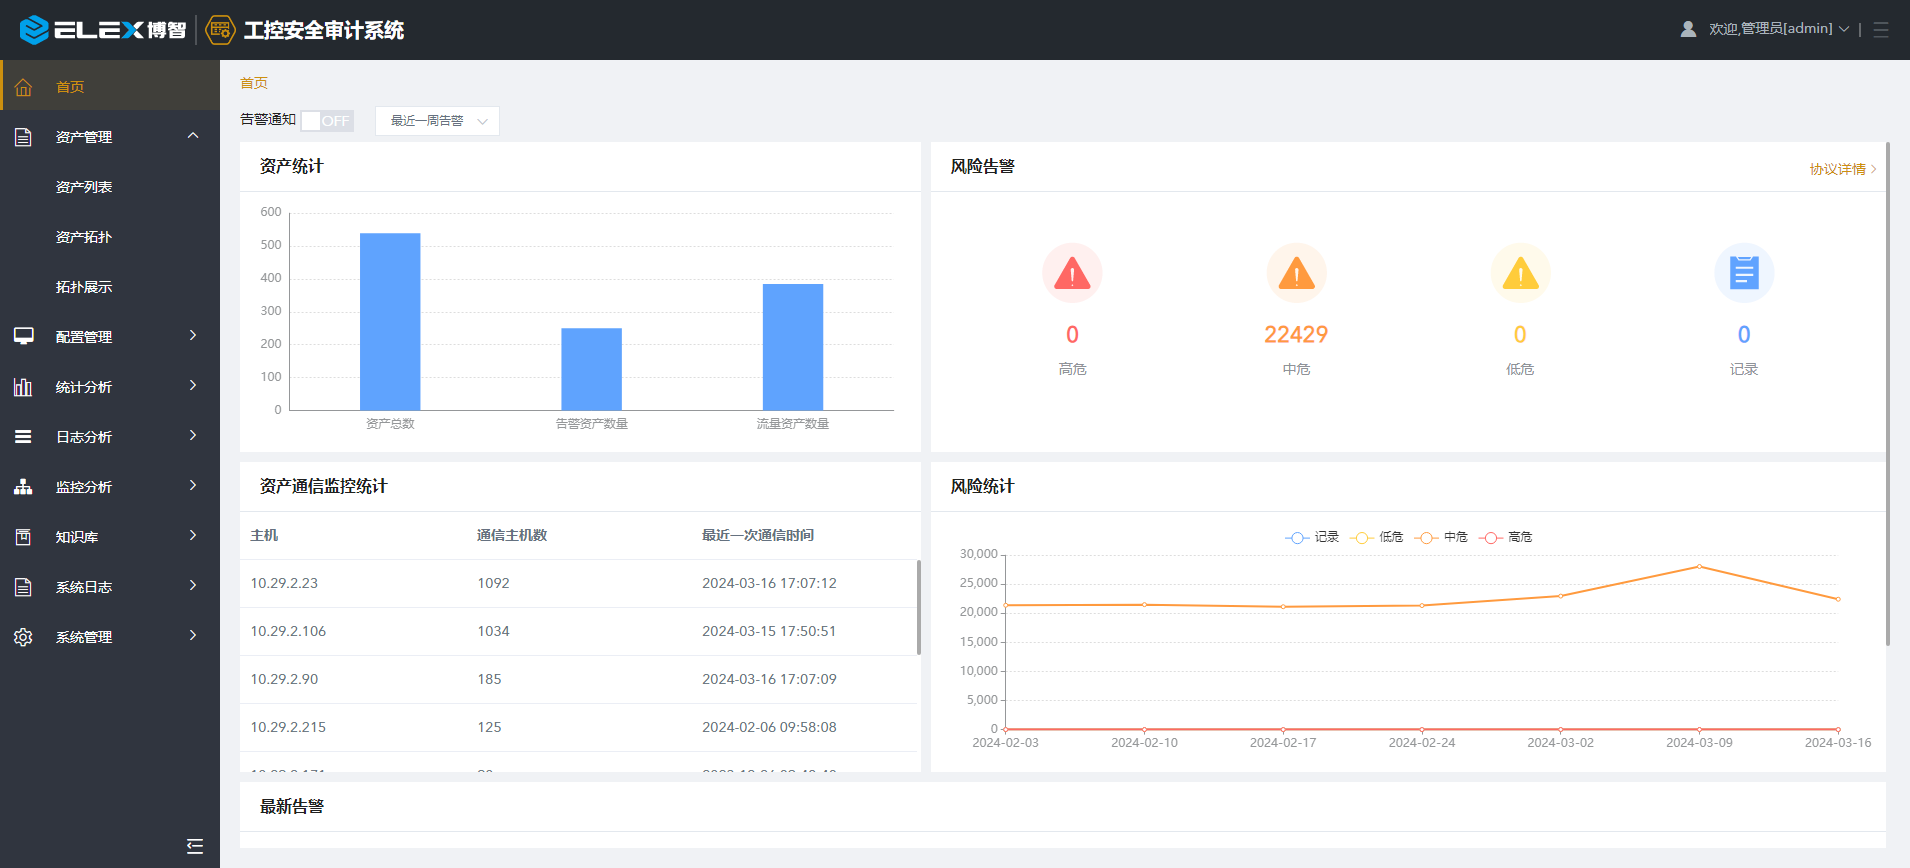 ELEX博智 工控安全审计系统
欢迎,管理员[admin]
首页
资产管理
资产列表
资产拓扑
拓扑展示
配置管理
统计分析
日志分析
监控分析
知识库
系统日志
系统管理
首页
告警通知 OFF 最近一周告警
资产统计
600
500
400
300
200
100
0
资产总数 告警资产数量 流量资产数量
风险告警 协议详情
0 22429 0 0
高危 中危 低危 记录
资产通信监控统计
主机 通信主机数 最近一次通信时间
10.29.2.23 1092 2024-03-16 17:07:12
10.29.2.106 1034 2024-03-15 17:50:51
10.29.2.90 185 2024-03-16 17:07:09
10.29.2.215 125 2024-02-06 09:58:08
风险统计
记录 低危 中危 高危
30,000
25,000
20,000
15,000
10,000
5,000
0
2024-02-03 2024-02-10 2024-02-17 2024-02-24 2024-03-02 2024-03-09 2024-03-16
最新告警